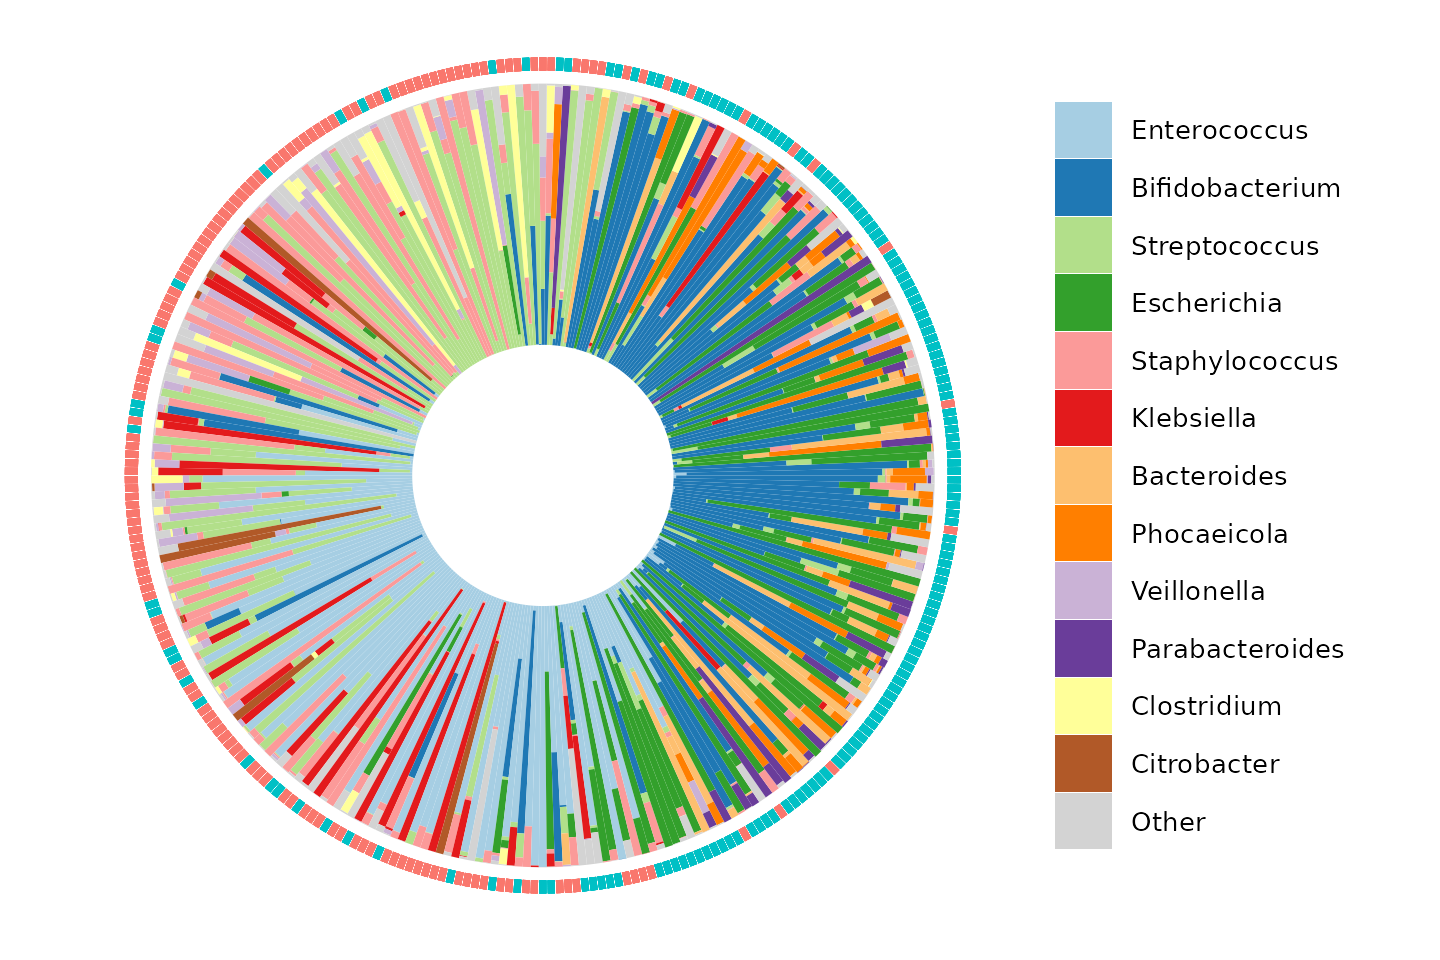 Enterococcus
Bifidobacterium
Streptococcus
Escherichia
Staphylococcus
Klebsiella
Bacteroides
Phocaeicola
Veillonella
Parabacteroides
Clostridium
Citrobacter
Other